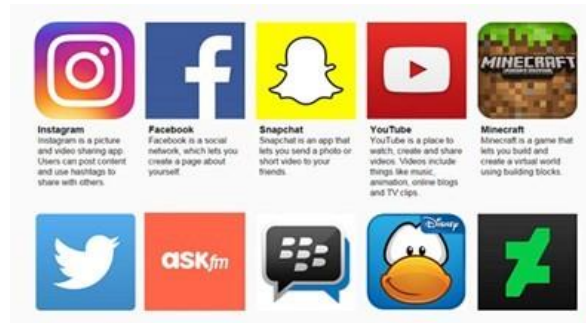 MINECRAFT
Instagram
Instagram is a picture
and video sharing app.
Users can post content
and use hashtags to
share with others.
Facebook
Facebook is a social
network, which lets you
create a page about
yourself.
Snapchat
Snapchat is an app that
lets you send a photo or
short video to your
friends.
YouTube
YouTube is a place to
watch, create and share
videos. Videos include
things like music,
animation, online blogs
and TV clips.
Minecraft
Minecraft is a game that
lets you build and
create a virtual world
using building blocks.
askfm
Disney